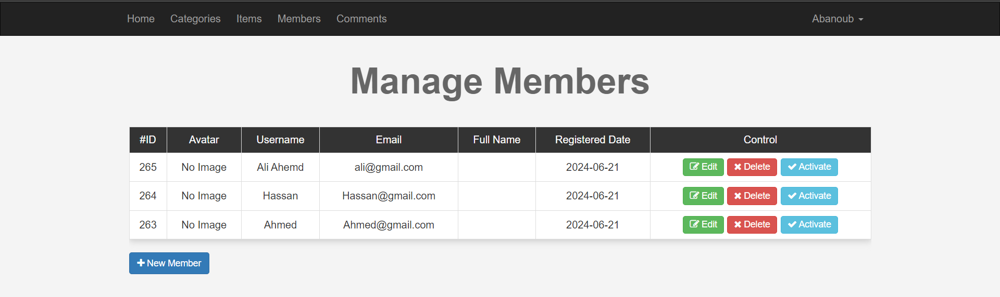 Home Categories Items Members Comments Abanoub
Manage Members
#ID Avatar Username Email Full Name Registered Date Control
265 No Image Ali Ahemd ali@gmail.com 2024-06-21 Edit Delete Activate
264 No Image Hassan Hassan@gmail.com 2024-06-21 Edit Delete Activate
263 No Image Ahmed Ahmed@gmail.com 2024-06-21 Edit Delete Activate
New Member